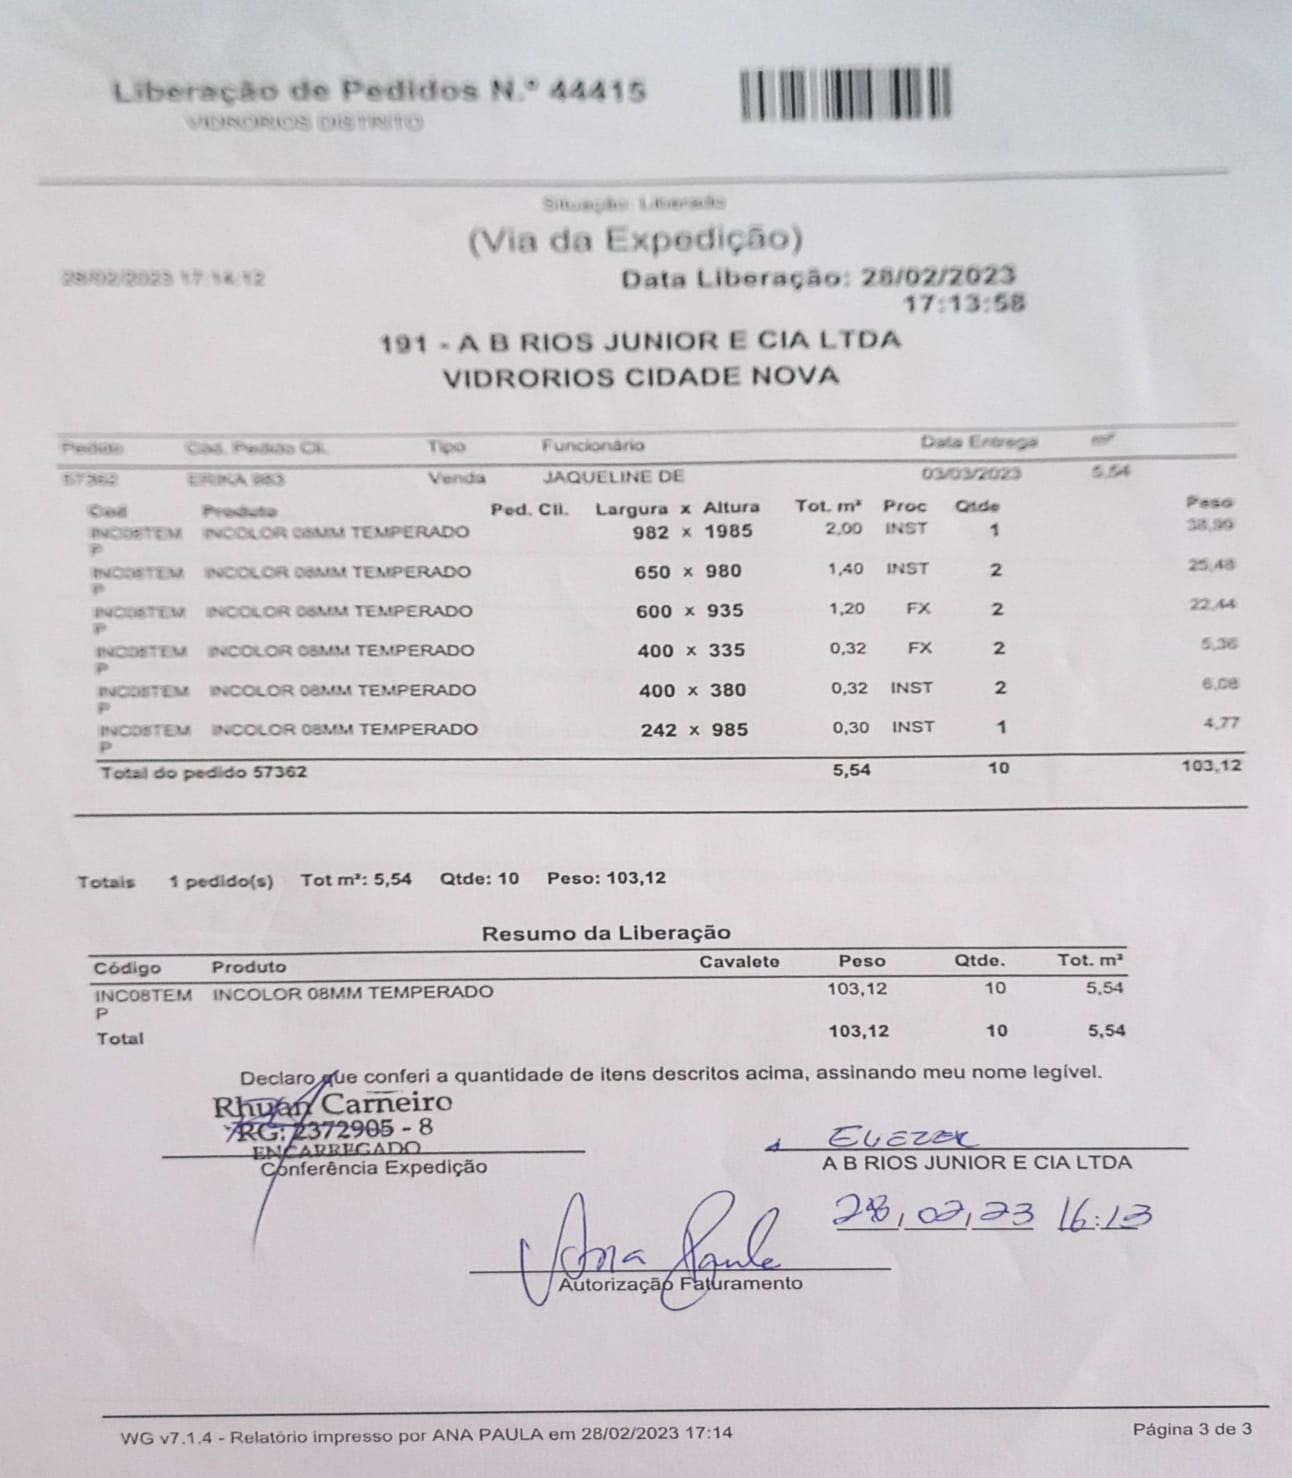 Liberação de Pedidos N.º 44415
VIDRORIOS DISTRITO
Situação: Liberado
(Via da Expedição)
28/02/2023 17:14:12 Data Liberação: 28/02/2023
17:13:58
191 - A B RIOS JUNIOR E CIA LTDA
VIDRORIOS CIDADE NOVA
Pedido Cód. Pedido Cli. Tipo Funcionário Data Entrega m²
57362 ERIKA Venda JAQUELINE DE 03/03/2023 5,54
Cód Produto Ped. Cli. Largura x Altura Tot. m² Proc Qtde Peso
INC08TEM INCOLOR 08MM TEMPERADO 982 x 1985 2,00 INST 1 38,99
P
INC08TEM INCOLOR 08MM TEMPERADO 650 x 980 1,40 INST 2 25,48
P
INC08TEM INCOLOR 08MM TEMPERADO 600 x 935 1,20 FX 2 22,44
P
INC08TEM INCOLOR 08MM TEMPERADO 400 x 335 0,32 FX 2 5,36
P
INC08TEM INCOLOR 08MM TEMPERADO 400 x 380 0,32 INST 2 6,08
P
INC08TEM INCOLOR 08MM TEMPERADO 242 x 985 0,30 INST 1 4,77
P
Total do pedido 57362 5,54 10 103,12
Totais 1 pedido(s) Tot m²: 5,54 Qtde: 10 Peso: 103,12
Resumo da Liberação
Código Produto Cavalete Peso Qtde. Tot. m²
INC08TEM INCOLOR 08MM TEMPERADO 103,12 10 5,54
P
Total 103,12 10 5,54
Declaro que conferi a quantidade de itens descritos acima, assinando meu nome legível.
Rhuan Carneiro
RG: 2372905 - 8
ENCARREGADO
Conferência Expedição
ELEZER
A B RIOS JUNIOR E CIA LTDA
28,02,23 16:13
Ana Paula
Autorização Faturamento
WG v7.1.4 - Relatório impresso por ANA PAULA em 28/02/2023 17:14 Página 3 de 3